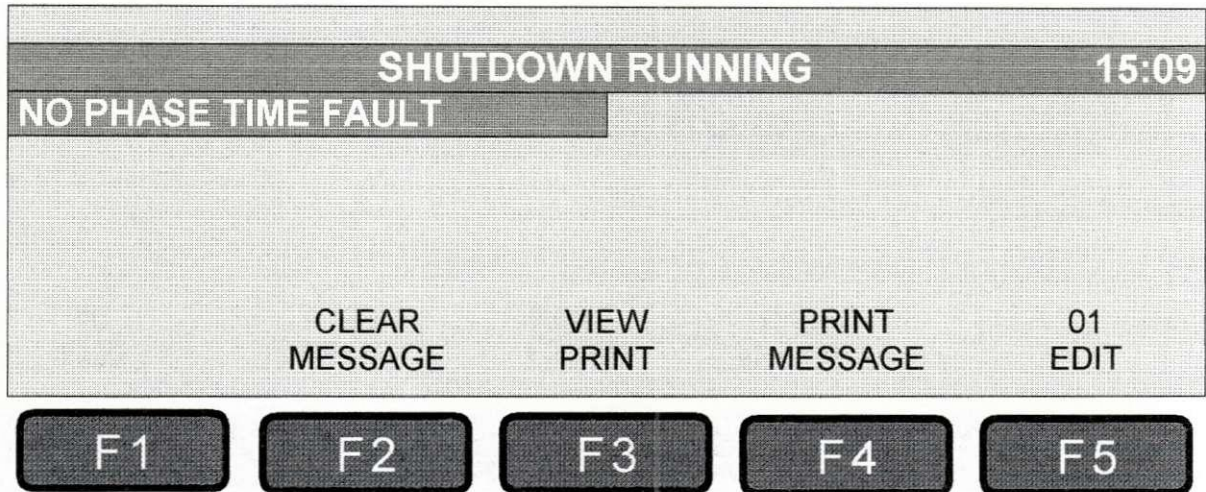 SHUTDOWN RUNNING 15:09
NO PHASE TIME FAULT
CLEAR MESSAGE
VIEW PRINT
PRINT MESSAGE
01 EDIT
F1 F2 F3 F4 F5